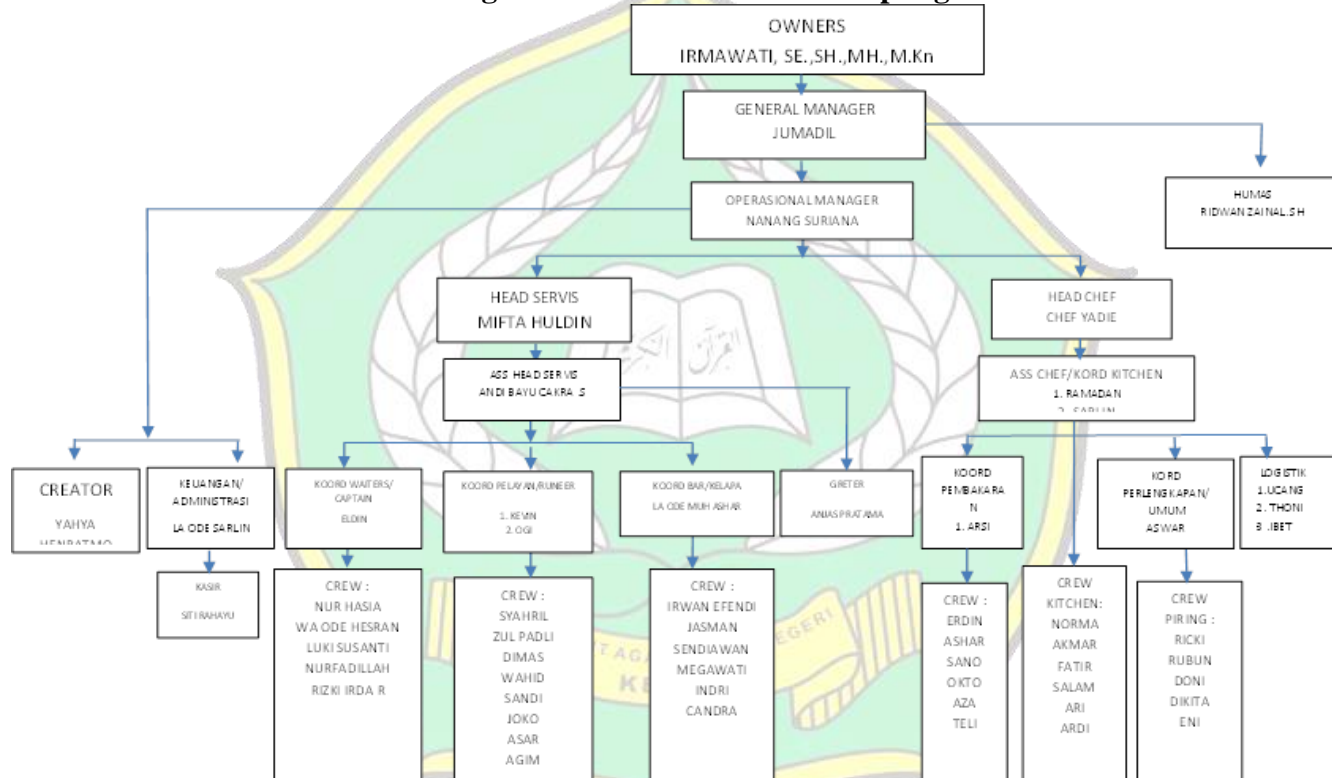 OWNERS
IRMAWATI, SE.,SH.,MH.,M.Kn
GENERAL MANAGER
JUMADIL
HUMAS
RIDWAN ZAINAL.SH
OPERASIONAL MANAGER
NANANG SURIANA
HEAD SERVIS
MIFTA HULDIN
HEAD CHEF
CHEF YADIE
ASS HEAD SERVIS
ANDI BAYU CAKRA S
ASS CHEF/KORD KITCHEN
1. RAMADAN
2. SARLIN
CREATOR
YAHYA
KEUANGAN/
ADMINISTRASI
LA ODE SARLIN
KOORD WAITERS/
CAPTAIN
ELDIN
KOORD PELAYAN/RUNEER
1. KEVIN
2. OGI
KOORD BAR/KELAPA
LA ODE MUH ASHAR
GRETER
ANJAS PRATAMA
KOORD
PEMBAKARA
N
1. ARSI
KORD
PERLENGKAPAN/
UMUM
ASWAR
LOGISTIK
1.UCANG
2. THONI
3 .IBET
KASIR
SITI RAHAYU
CREW :
NUR HASIA
WA ODE HESRAN
LUKI SUSANTI
NURFADILLAH
RIZKI IRDA R
CREW :
SYAHRIL
ZUL PADLI
DIMAS
WAHID
SANDI
JOKO
ASAR
AGIM
CREW :
IRWAN EFENDI
JASMAN
SENDIAWAN
MEGAWATI
INDRI
CANDRA
CREW :
ERDIN
ASHAR
SANO
OKTO
AZA
TELI
CREW
KITCHEN:
NORMA
AKMAR
FATIR
SALAM
ARI
ARDI
CREW
PIRING :
RICKI
RUBUN
DONI
DIKITA
ENI